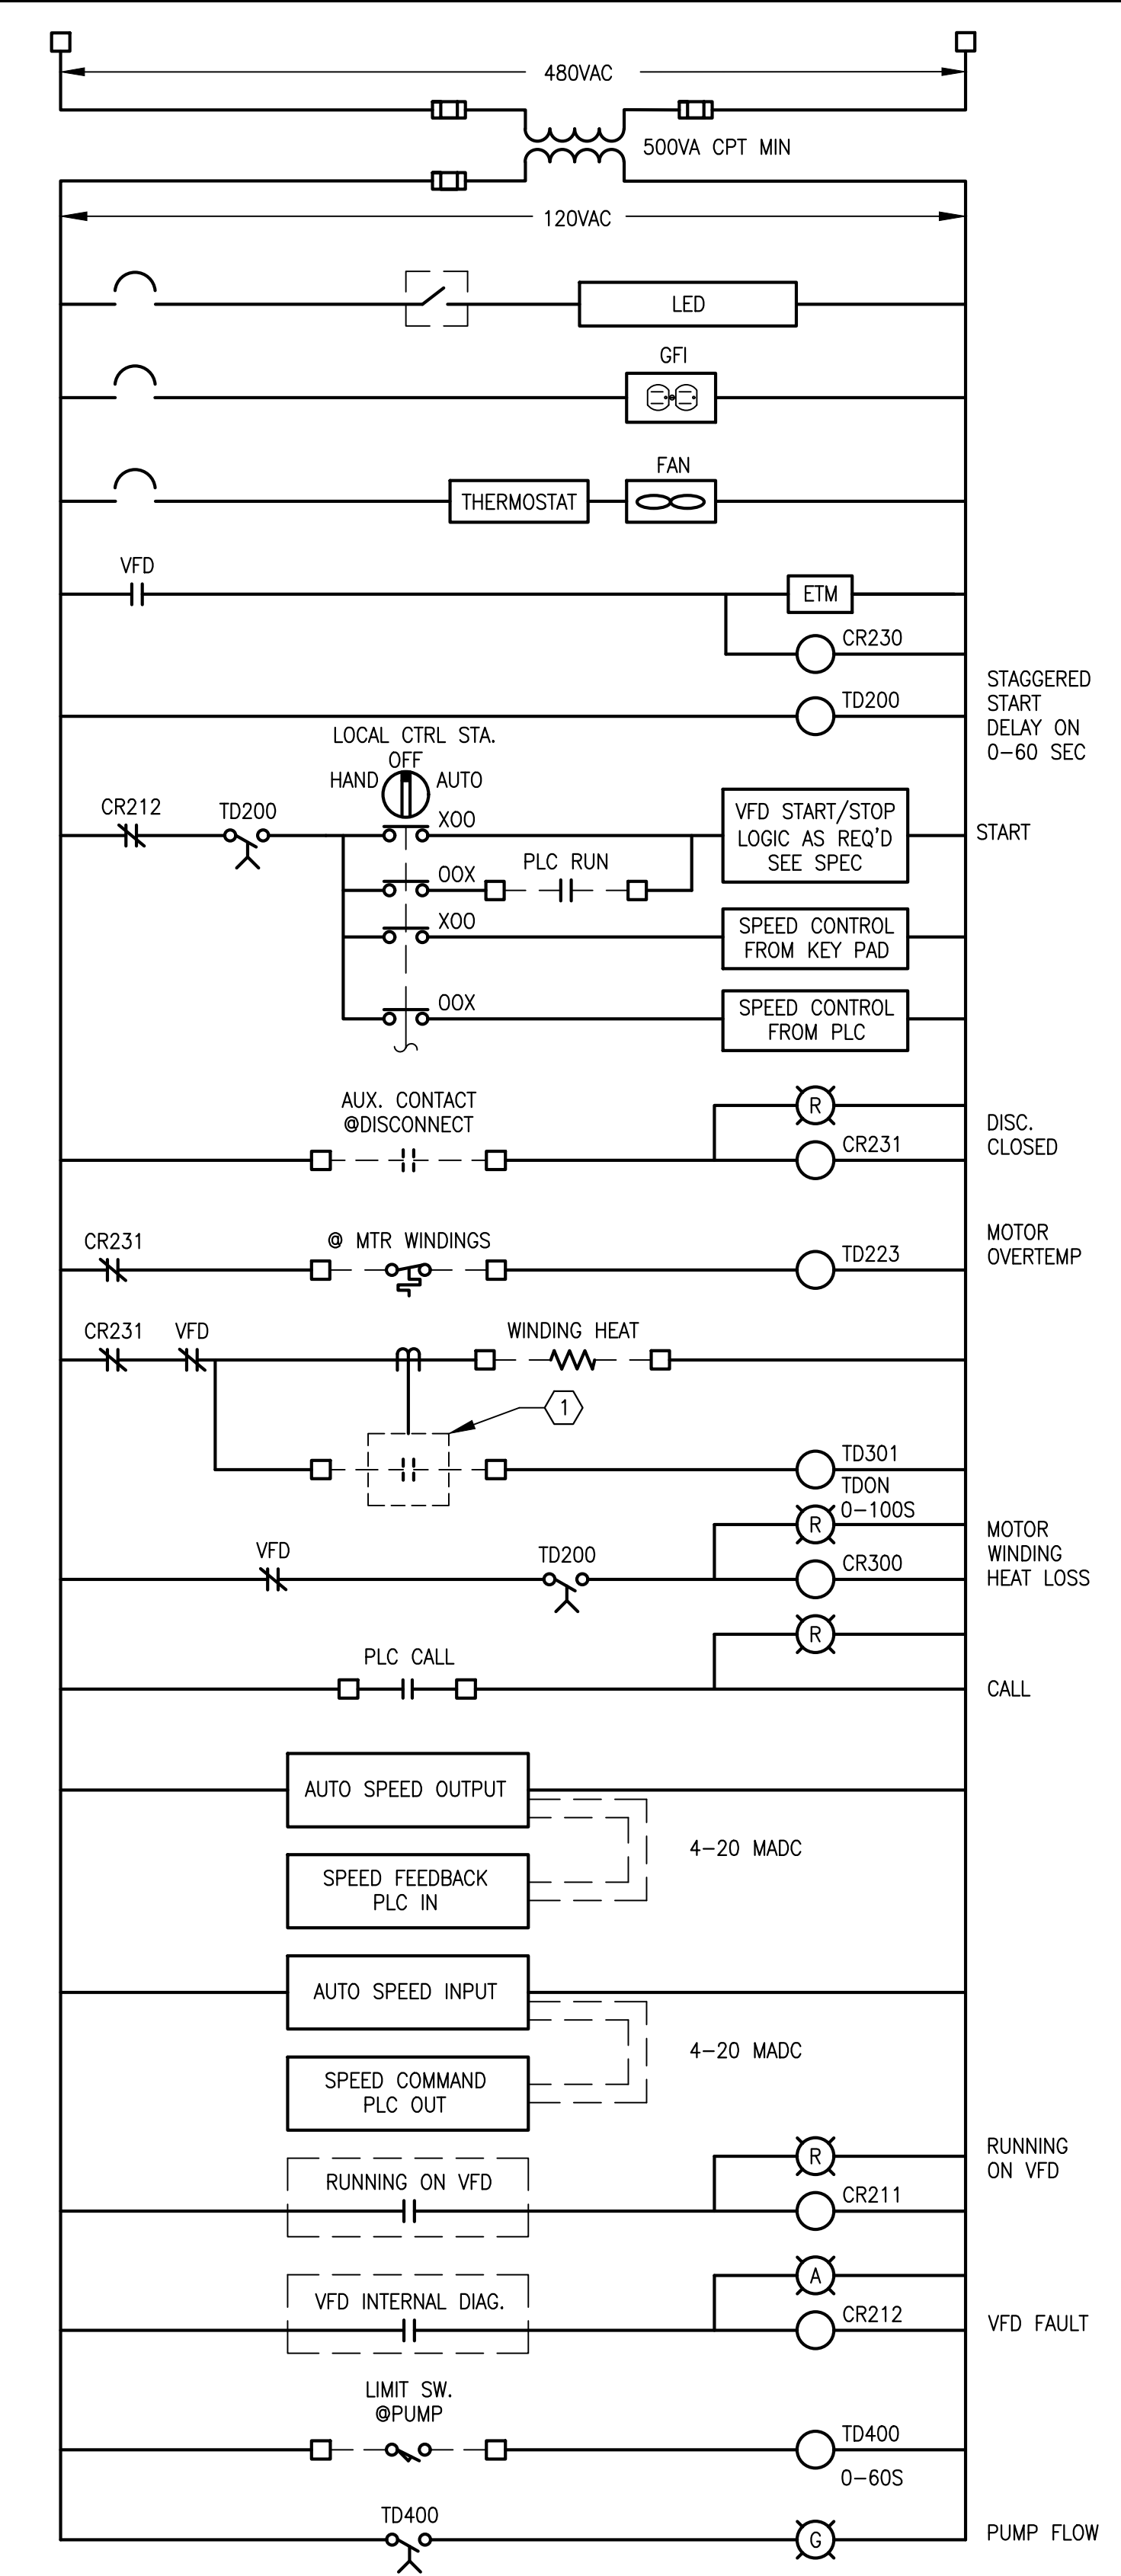 480VAC
500VA CPT MIN
120VAC
LED
GFI
FAN
THERMOSTAT
VFD
ETM
CR230
TD200
STAGGERED
START
DELAY ON
0-60 SEC
LOCAL CTRL STA.
OFF
HAND
AUTO
CR212
TD200
XOO
VFD START/STOP
LOGIC AS REQ'D
SEE SPEC
START
OOX
PLC RUN
XOO
SPEED CONTROL
FROM KEY PAD
OOX
SPEED CONTROL
FROM PLC
AUX. CONTACT
@DISCONNECT
R
CR231
DISC.
CLOSED
CR231
@ MTR WINDINGS
TD223
MOTOR
OVERTEMP
CR231
VFD
WINDING HEAT
1
TD301
TDON
0-100S
R
VFD
TD200
CR300
MOTOR
WINDING
HEAT LOSS
R
PLC CALL
CALL
AUTO SPEED OUTPUT
4-20 MADC
SPEED FEEDBACK
PLC IN
AUTO SPEED INPUT
4-20 MADC
SPEED COMMAND
PLC OUT
RUNNING ON VFD
R
CR211
RUNNING
ON VFD
VFD INTERNAL DIAG.
A
CR212
VFD FAULT
LIMIT SW.
@PUMP
TD400
0-60S
TD400
G
PUMP FLOW